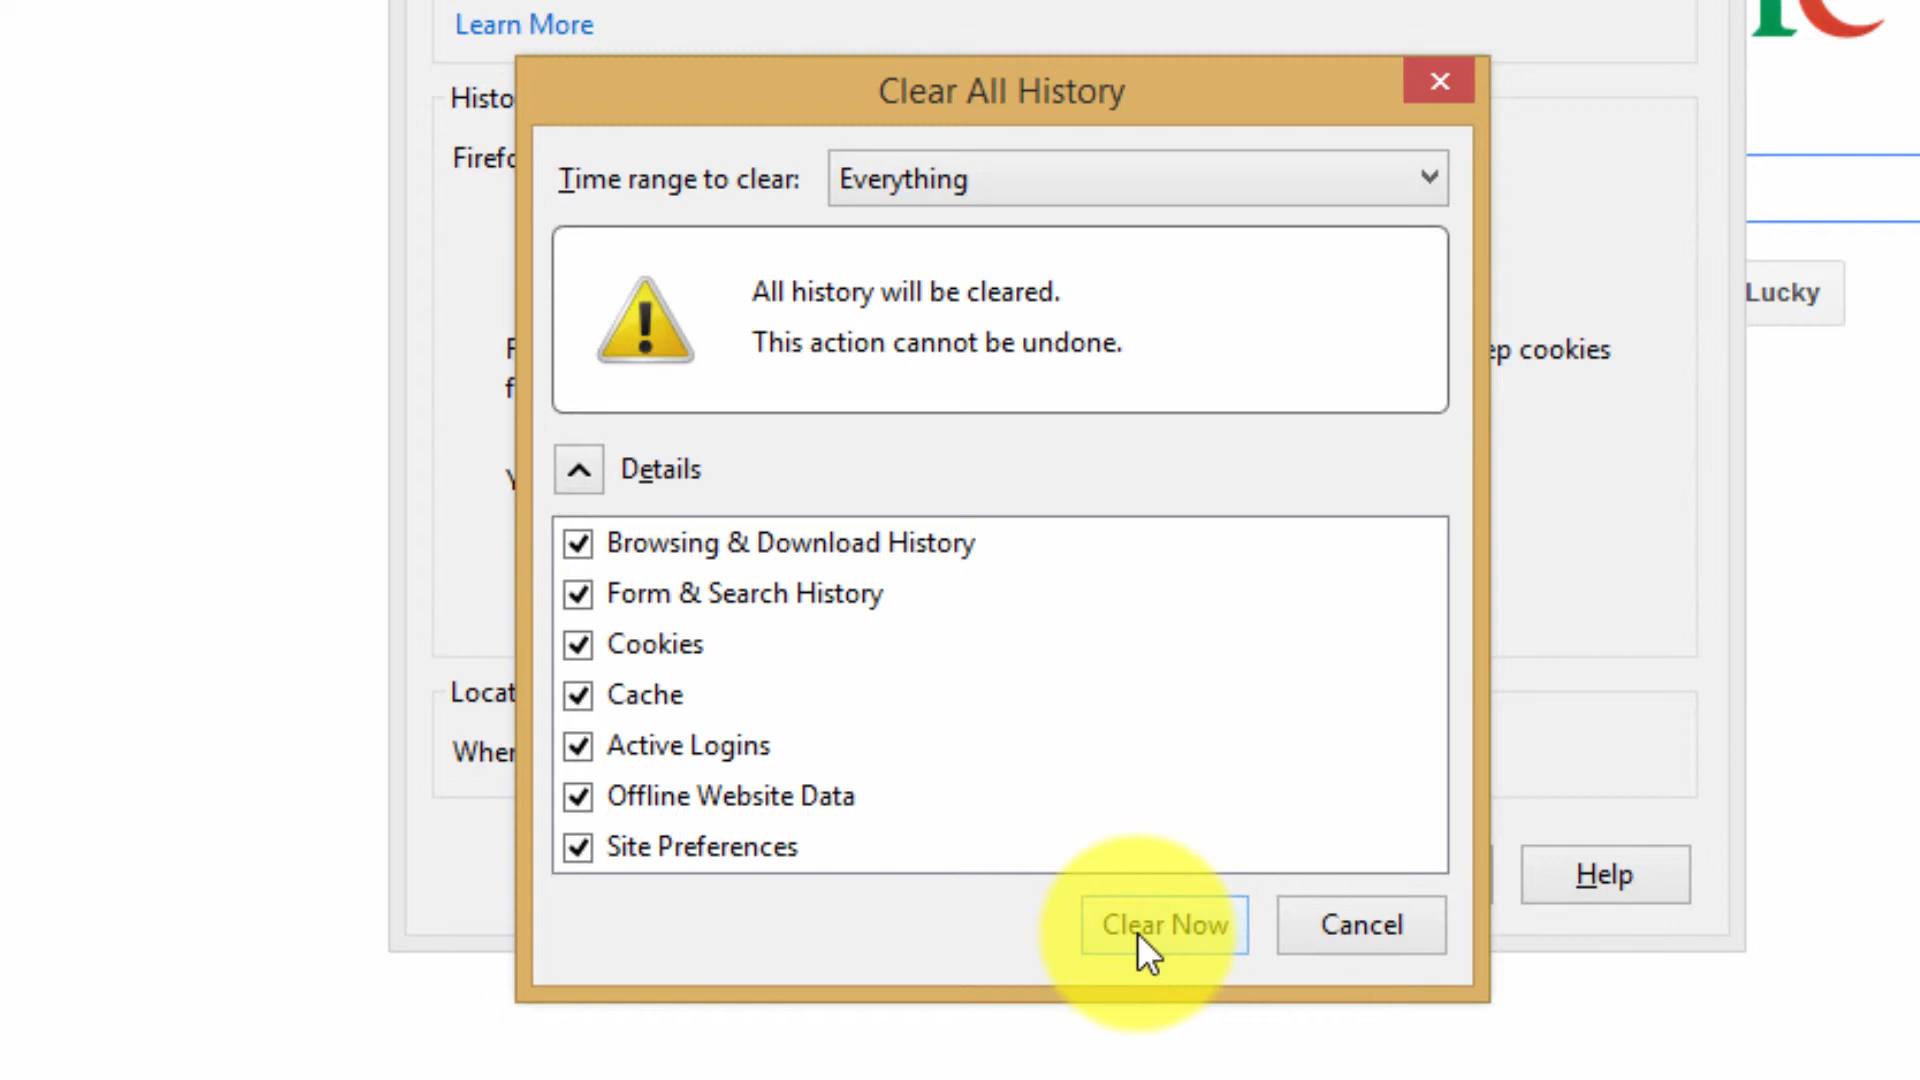 Learn More
Clear All History
Histo
Firefo
Time range to clear: Everything
All history will be cleared.
This action cannot be undone.
Lucky
ep cookies
Details
Browsing & Download History
Form & Search History
Cookies
Cache
Locat
Active Logins
Wher
Offline Website Data
Site Preferences
Help
Clear Now
Cancel